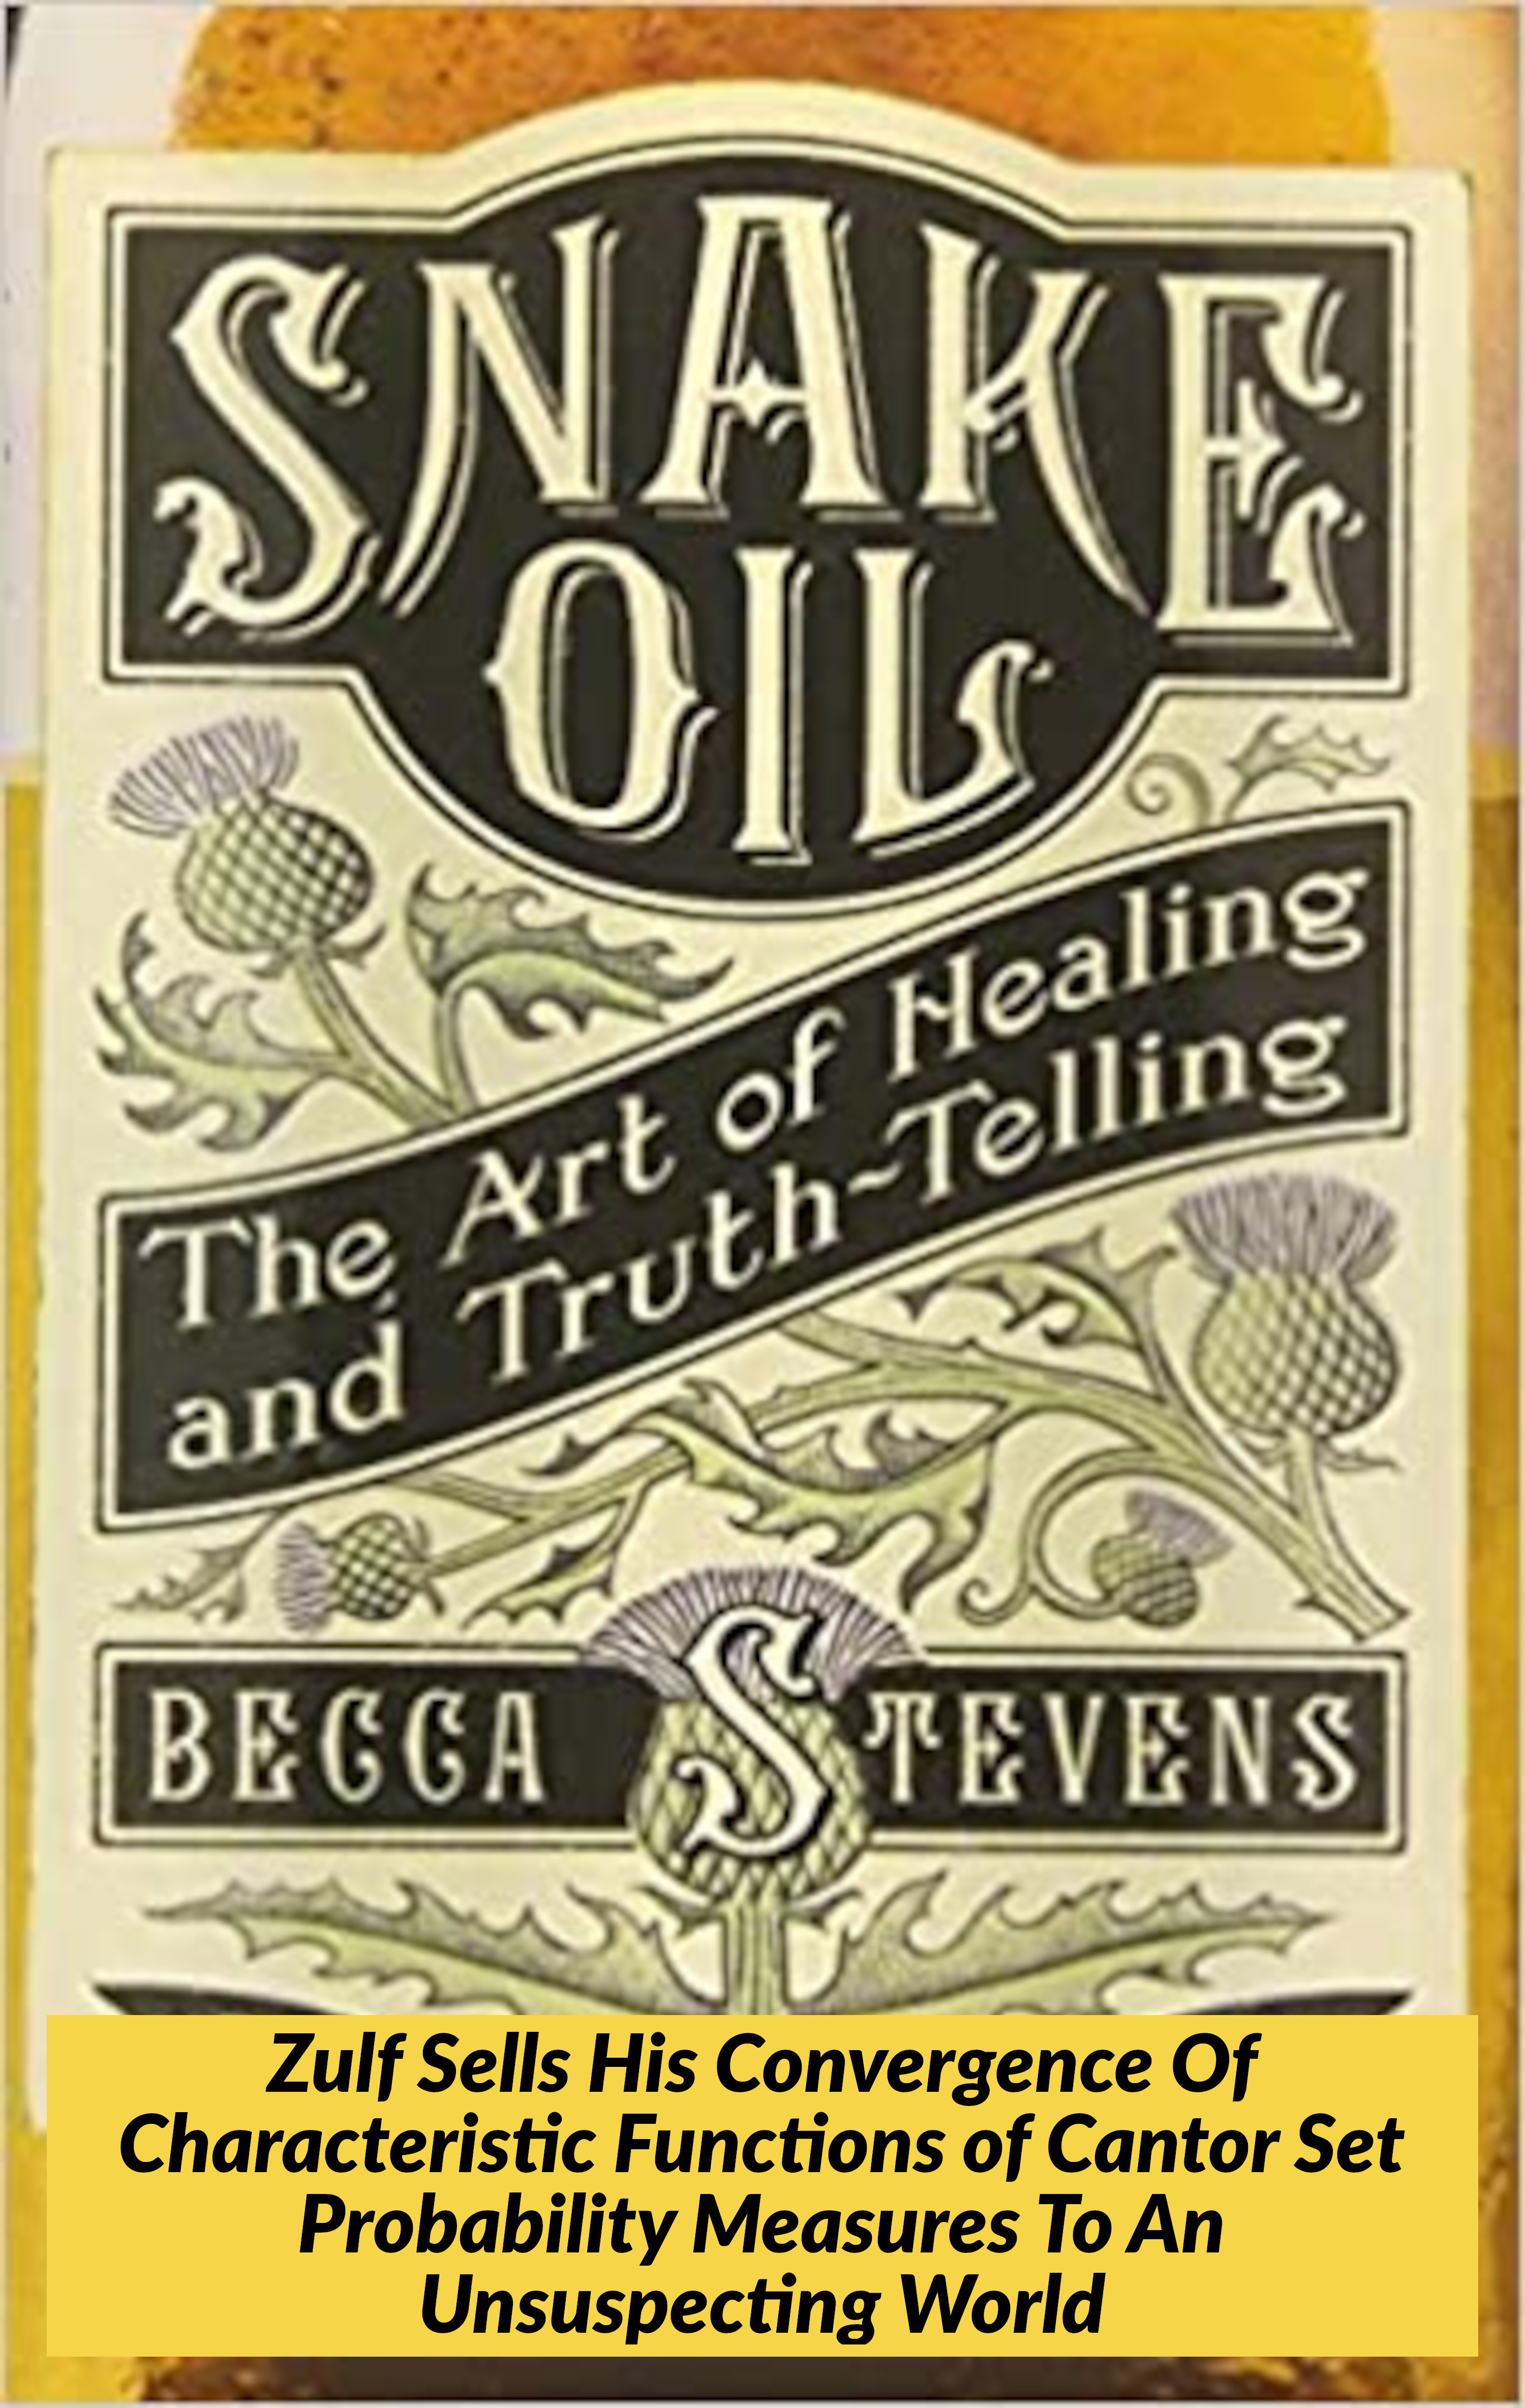 SNAKE
OIL
The Art of Healing
and Truth-Telling
BECCA STEVENS
Zulf Sells His Convergence Of
Characteristic Functions of Cantor Set
Probability Measures To An
Unsuspecting World